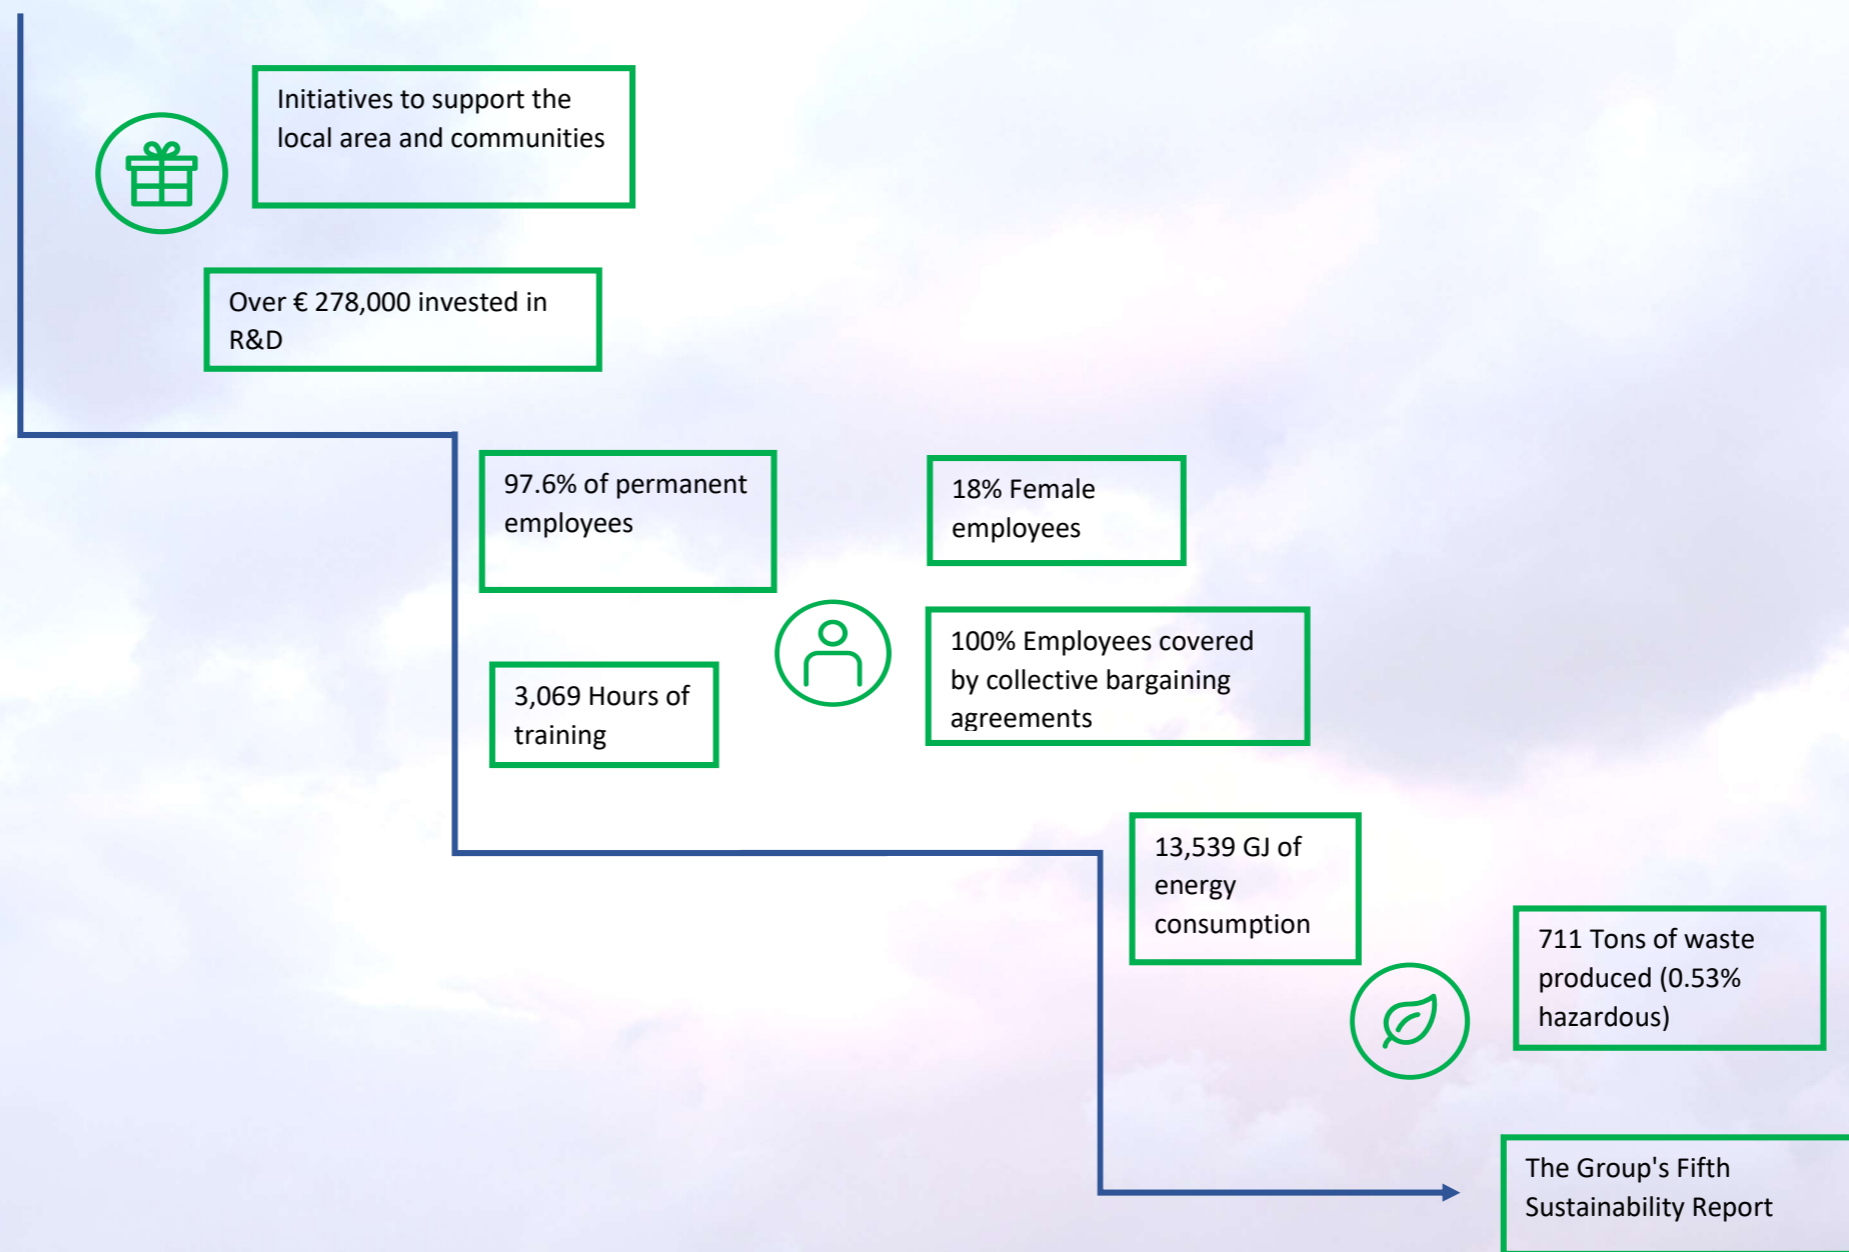 Initiatives to support the
local area and communities
Over € 278,000 invested in
R&D
97.6% of permanent
employees
18% Female
employees
100% Employees covered
by collective bargaining
agreements
3,069 Hours of
training
13,539 GJ of
energy
consumption
711 Tons of waste
produced (0.53%
hazardous)
The Group's Fifth
Sustainability Report